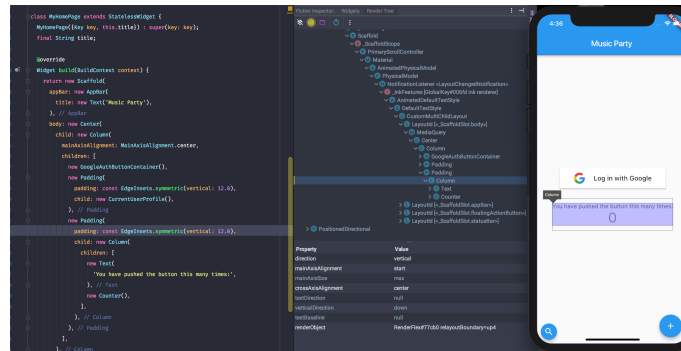 class MyHomePage extends StatelessWidget {
MyHomePage({Key key, this.title}) : super(key: key);
final String title;
@override
Widget build(BuildContext context) {
return new Scaffold(
appBar: new AppBar(
title: new Text('Music Party'),
), // AppBar
body: new Center(
child: new Column(
mainAxisAlignment: MainAxisAlignment.center,
children: [
new GoogleAuthButtonContainer(),
new Padding(
padding: const EdgeInsets.symmetric(vertical: 12.0),
child: new CurrentUserProfile(),
), // Padding
new Padding(
padding: const EdgeInsets.symmetric(vertical: 12.0),
child: new Column(
children: [
new Text(
'You have pushed the button this many times:',
), // Text
new Counter(),
],
), // Column
), // Padding
],
), // Column
Flutter Inspector Widgets Render Tree
Scaffold
_ScaffoldScope
PrimaryScrollController
Material
AnimatedPhysicalModel
PhysicalModel
NotificationListener<LayoutChangedNotification>
_InkFeatures [GlobalKey#006fd ink renderer]
AnimatedDefaultTextStyle
DefaultTextStyle
CustomMultiChildLayout
LayoutId [<_ScaffoldSlot.body>]
MediaQuery
Center
Column
GoogleAuthButtonContainer
Padding
Padding
Column
Text
Counter
LayoutId [<_ScaffoldSlot.appBar>]
LayoutId [<_ScaffoldSlot.floatingActionButton>]
LayoutId [<_ScaffoldSlot.statusBar>]
PositionedDirectional
Property Value
direction vertical
mainAxisAlignment start
mainAxisSize max
crossAxisAlignment center
textDirection null
verticalDirection down
textBaseline null
renderObject RenderFlex#77cb0 relayoutBoundary=up4
4:36
Music Party
Log in with Google
Column
You have pushed the button this many times:
0